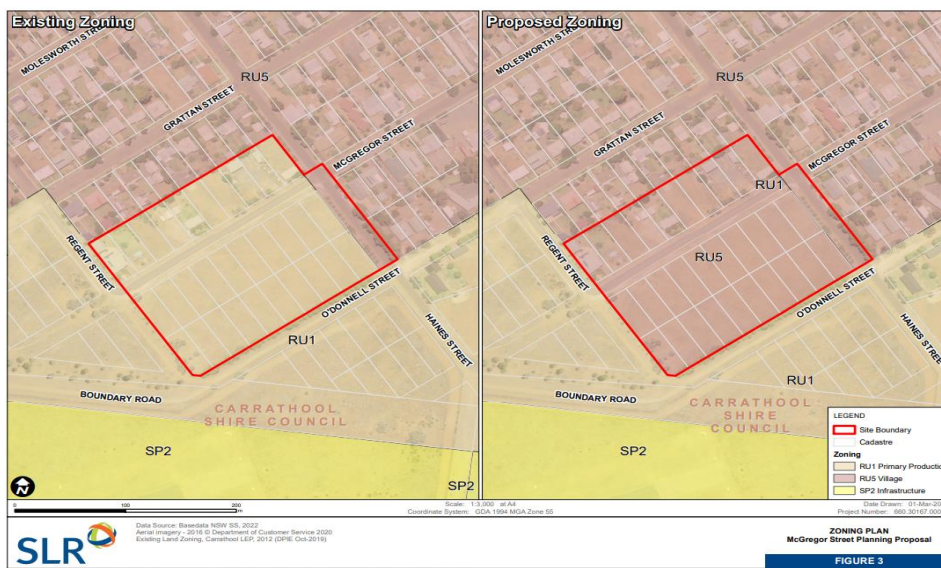 Existing Zoning
MOLESWORTH STREET
RU5
GRATTAN STREET
MCGREGOR STREET
REGENT STREET
O'DONNELL STREET
RU1
HAINES STREET
BOUNDARY ROAD
CARRATHOOL
SHIRE COUNCIL
SP2
SP2
N
Proposed Zoning
MOLESWORTH STREET
RU5
GRATTAN STREET
MCGREGOR STREET
RU1
RU5
REGENT STREET
O'DONNELL STREET
HAINES STREET
RU1
BOUNDARY ROAD
CARRATHOOL
SHIRE
COUNCIL
SP2
LEGEND
Site Boundary
Cadastre
Zoning
RU1 Primary Productio
RU5 Village
SP2 Infrastructure
0 100 200
m
Scale: 1:3,000 at A4
Coordinate System: GDA 1994 MGA Zone 55
Date Drawn: 01-Mar-20
Project Number: 660.30167.000
SLR
Data Source: Basedata NSW SS, 2022
Aerial imagery - 2016 © Department of Customer Service 2020
Existing Land Zoning, Carrathool LEP, 2012 (DPIE Oct-2019)
ZONING PLAN
McGregor Street Planning Proposal
FIGURE 3